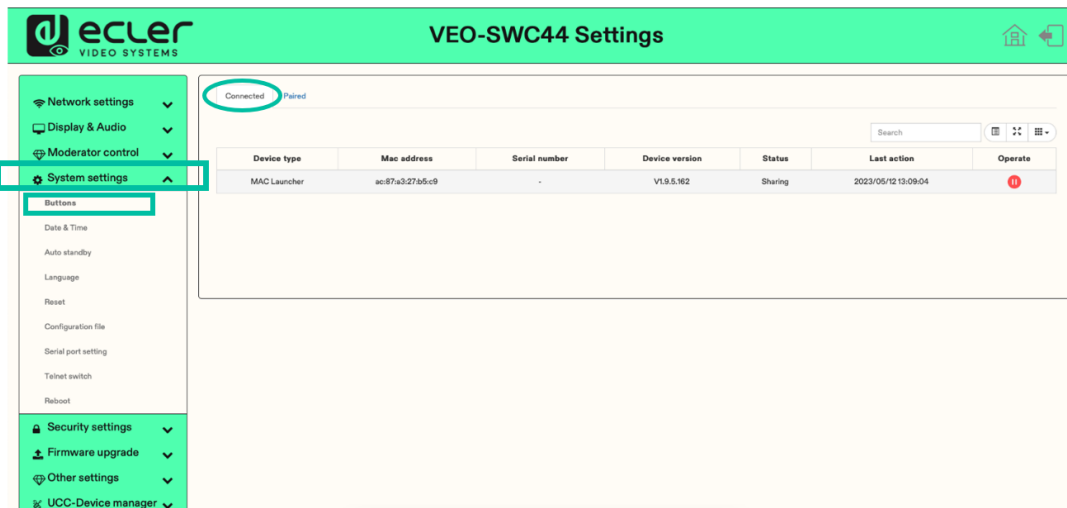 ecler
VIDEO SYSTEMS
VEO-SWC44 Settings
Network settings
Display & Audio
Moderator control
System settings
Buttons
Date & Time
Auto standby
Language
Reset
Configuration file
Serial port setting
Telnet switch
Reboot
Security settings
Firmware upgrade
Other settings
UCC-Device manager
Connected Paired
Search
Device type Mac address Serial number Device version Status Last action Operate
MAC Launcher ac:87:a3:27:b5:c9 - V1.9.5.162 Sharing 2023/05/12 13:09:04